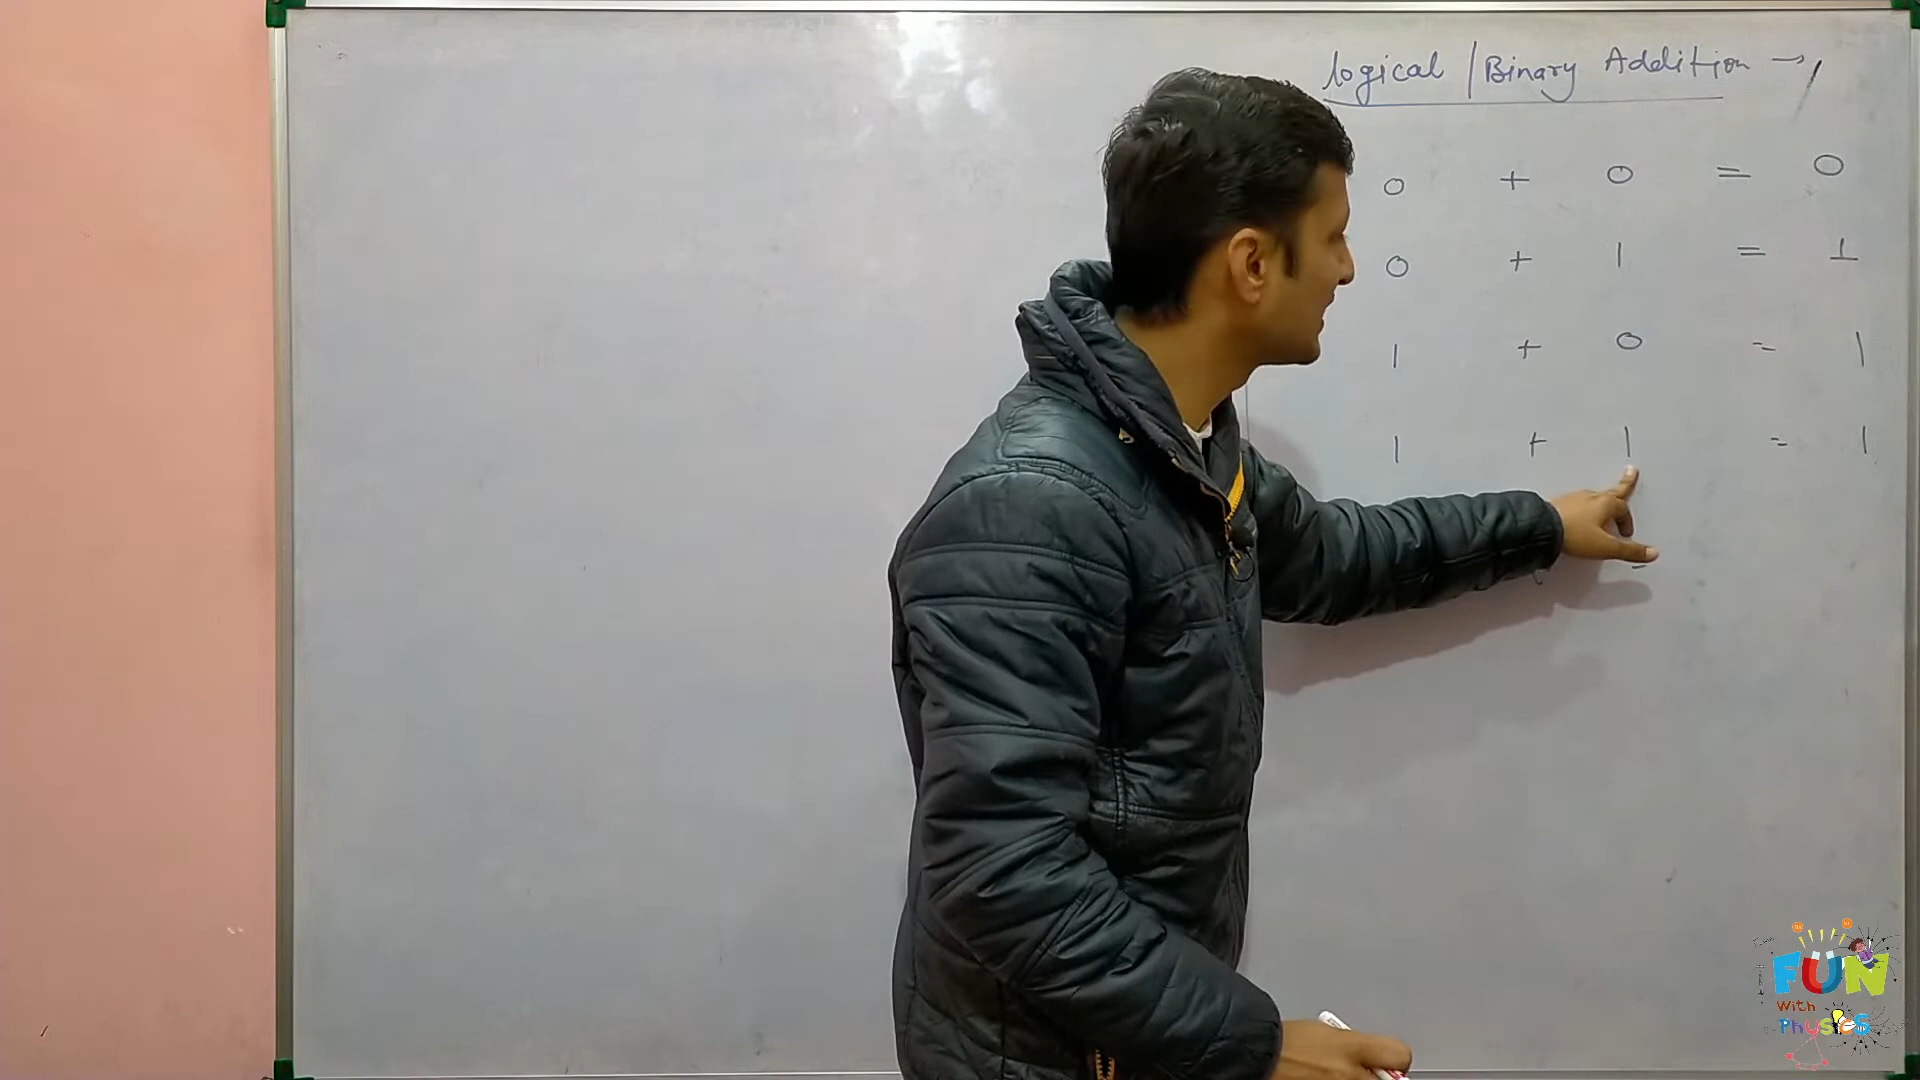 logical / Binary Addition →
0 + 0 = 0
0 + 1 = 1
1 + 0 = 1
1 + 1 = 1
FUN
With
Physics